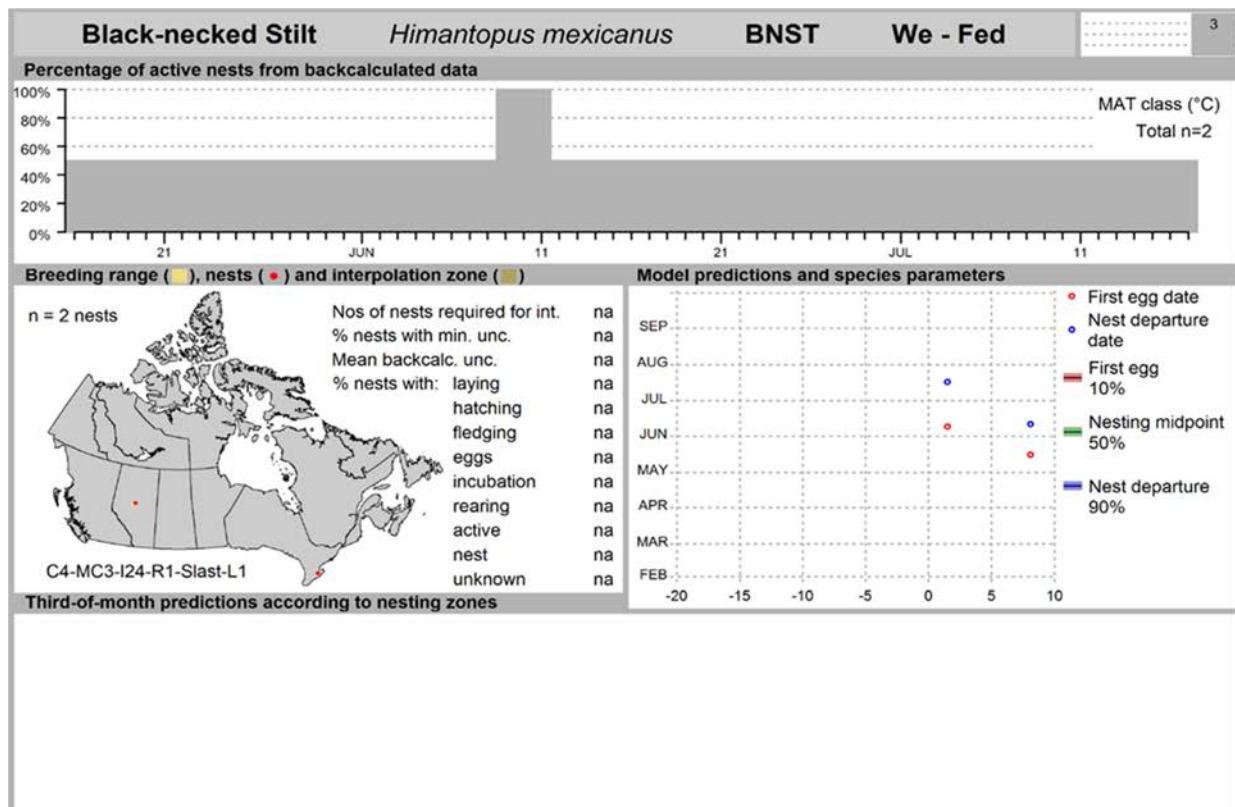 Black-necked Stilt Himantopus mexicanus BNST We - Fed 3
Percentage of active nests from backcalculated data
100%
80%
60%
40%
20%
0%
MAT class (°C)
Total n=2
21 JUN 11 21 JUL 11
Breeding range ( ), nests ( ) and interpolation zone ( )
n = 2 nests
Nos of nests required for int. na
% nests with min. unc. na
Mean backcalc. unc. na
% nests with: laying na
hatching na
fledging na
eggs na
incubation na
rearing na
active na
nest na
unknown na
C4-MC3-I24-R1-Slast-L1
Model predictions and species parameters
SEP
AUG
JUL
JUN
MAY
APR
MAR
FEB
-20 -15 -10 -5 0 5 10
First egg date
Nest departure
date
First egg
10%
Nesting midpoint
50%
Nest departure
90%
Third-of-month predictions according to nesting zones